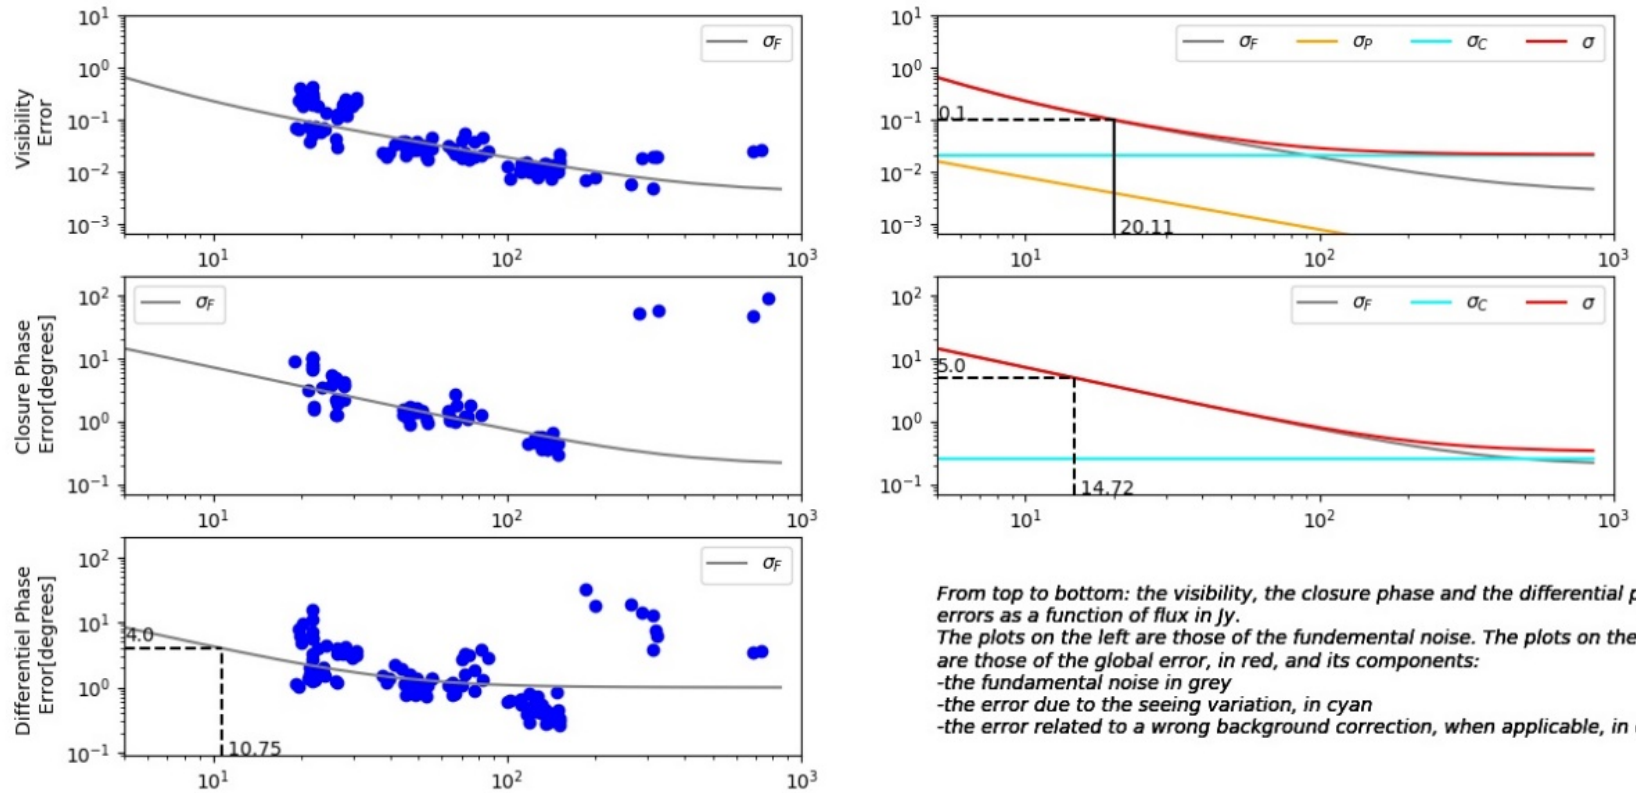 10¹
10⁰
10⁻¹
10⁻²
10⁻³
Visibility
Error
σF
10¹ 10² 10³
10¹
10⁰
10⁻¹
10⁻²
10⁻³
0.1
20.11
σF σP σC σ
10¹ 10² 10³
10²
10¹
10⁰
10⁻¹
Closure Phase
Error[degrees]
σF
10¹ 10² 10³
10²
10¹
10⁰
10⁻¹
5.0
14.72
σF σC σ
10¹ 10² 10³
10²
10¹
10⁰
10⁻¹
Differentiel Phase
Error[degrees]
4.0
10.75
σF
10¹ 10² 10³
From top to bottom: the visibility, the closure phase and the differential p
errors as a function of flux in Jy.
The plots on the left are those of the fundemental noise. The plots on the
are those of the global error, in red, and its components:
-the fundamental noise in grey
-the error due to the seeing variation, in cyan
-the error related to a wrong background correction, when applicable, in